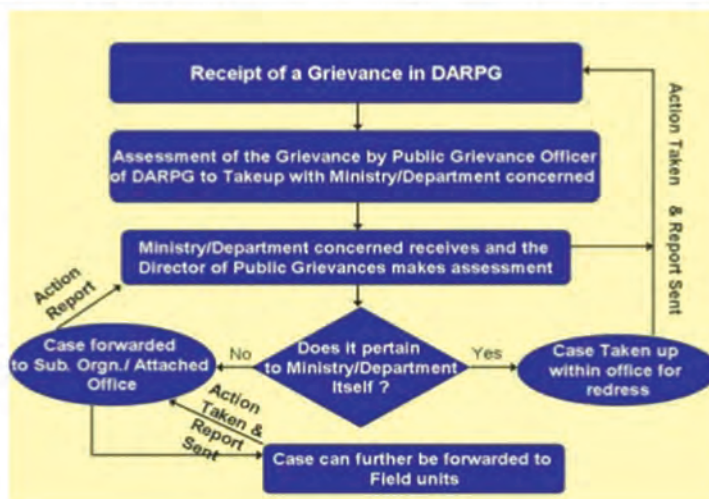 Receipt of a Grievance in DARPG
Assessment of the Grievance by Public Grievance Officer
of DARPG to Takeup with Ministry/Department concerned
Ministry/Department concerned receives and the
Director of Public Grievances makes assessment
Action Taken & Report Sent
Action
Report
Case forwarded
to Sub. Orgn./ Attached
Office
No
Does it pertain
to Ministry/Department
Itself ?
Yes
Case Taken up
within office for
redress
Action
Taken &
Report
Sent
Case can further be forwarded to
Field units